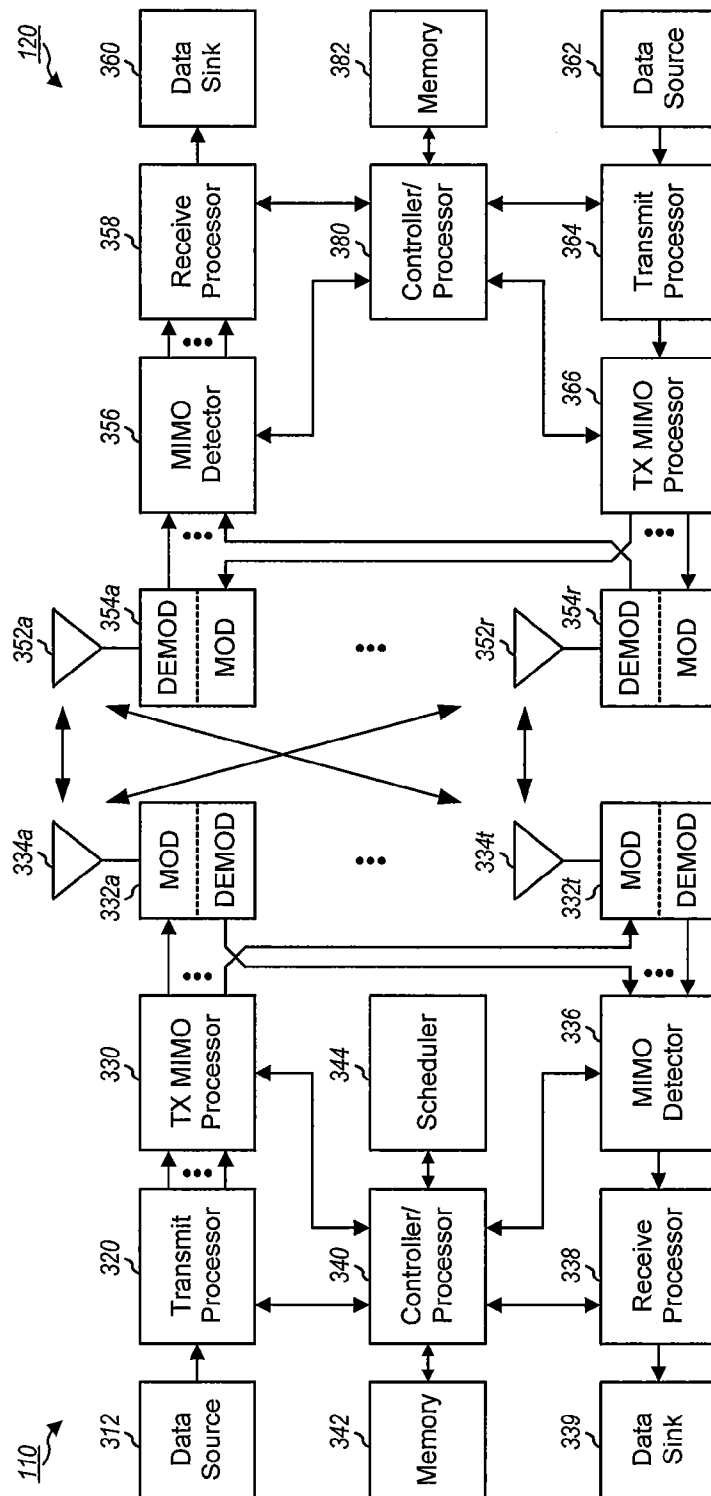 110
312
Data
Source
320
Transmit
Processor
330
TX MIMO
Processor
332a
MOD
DEMOD
334a
342
Memory
340
Controller/
Processor
344
Scheduler
339
Data
Sink
338
Receive
Processor
336
MIMO
Detector
332t
MOD
DEMOD
334t
120
352a
354a
DEMOD
MOD
356
MIMO
Detector
358
Receive
Processor
360
Data
Sink
380
Controller/
Processor
382
Memory
352r
354r
DEMOD
MOD
366
TX MIMO
Processor
364
Transmit
Processor
362
Data
Source